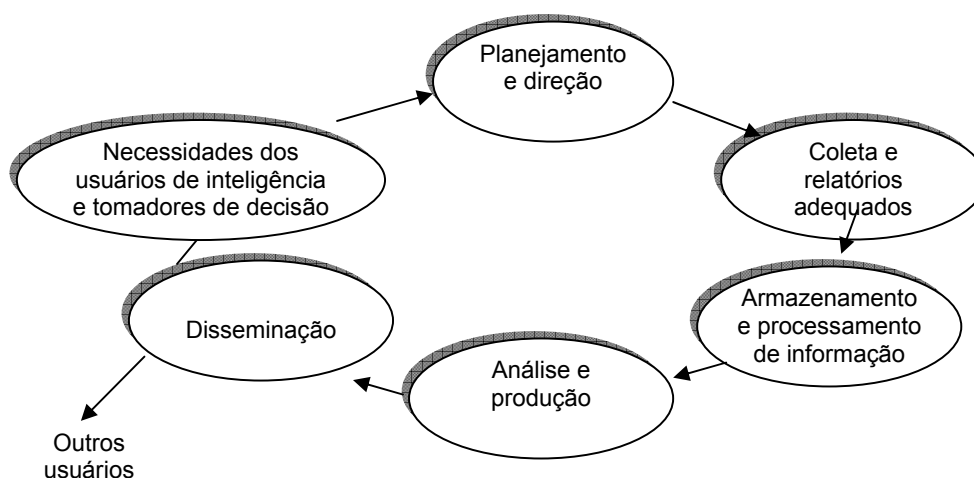 Planejamento
e direção
Necessidades dos
usuários de inteligência
e tomadores de decisão
Coleta e
relatórios
adequados
Armazenamento
e processamento
de informação
Análise e
produção
Disseminação
Outros
usuários